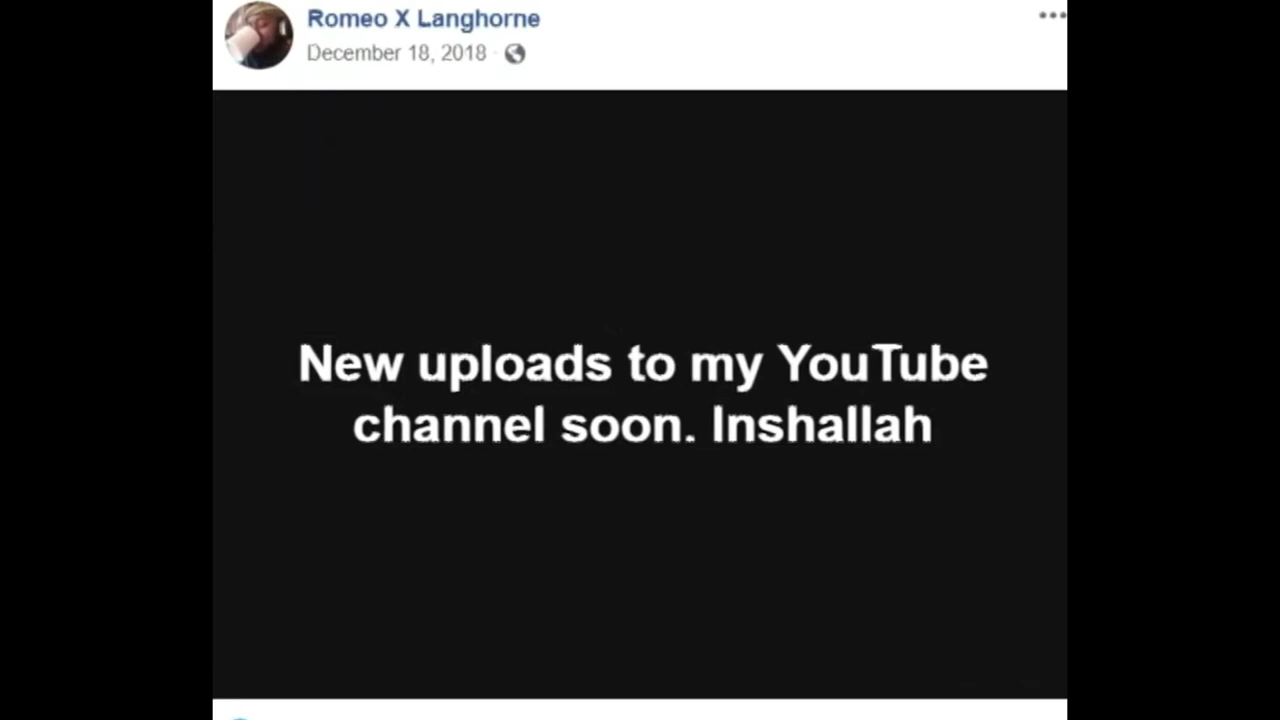 Romeo X Langhorne
December 18, 2018
New uploads to my YouTube
channel soon. Inshallah